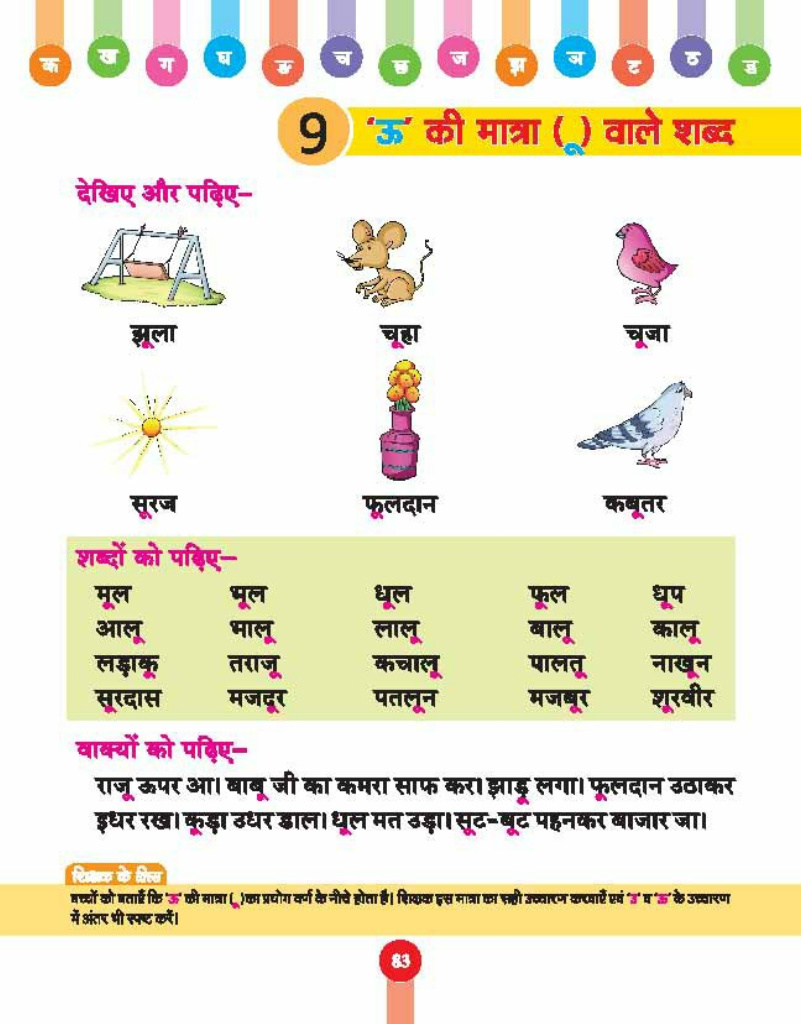 क ख ग घ ङ च छ ज झ ञ ट ठ ड
9 ‘ऊ’ की मात्रा (ू) वाले शब्द
देखिए और पढ़िए–
झूला चूहा चूजा
सूरज फूलदान कबूतर
शब्दों को पढ़िए–
मूल भूल धूल फूल धूप
आलू भालू लालू बालू कालू
लड़ाकू तराजू कचालू पालतू नाखून
सूरदास मजदूर पतलून मजबूर शूरवीर
वाक्यों को पढ़िए–
राजू ऊपर आ। बाबू जी का कमरा साफ कर। झाड़ू लगा। फूलदान उठाकर
इधर रख। कूड़ा उधर डाल। धूल मत उड़ा। सूट-बूट पहनकर बाजार जा।
शिक्षक के लिए
बच्चों को बताएँ कि ‘ऊ’ की मात्रा (ू) का प्रयोग वर्ण के नीचे होता है। शिक्षक इस मात्रा का सही उच्चारण करवाएँ एवं ‘उ’ व ‘ऊ’ के उच्चारण
में अंतर भी स्पष्ट करें।
83